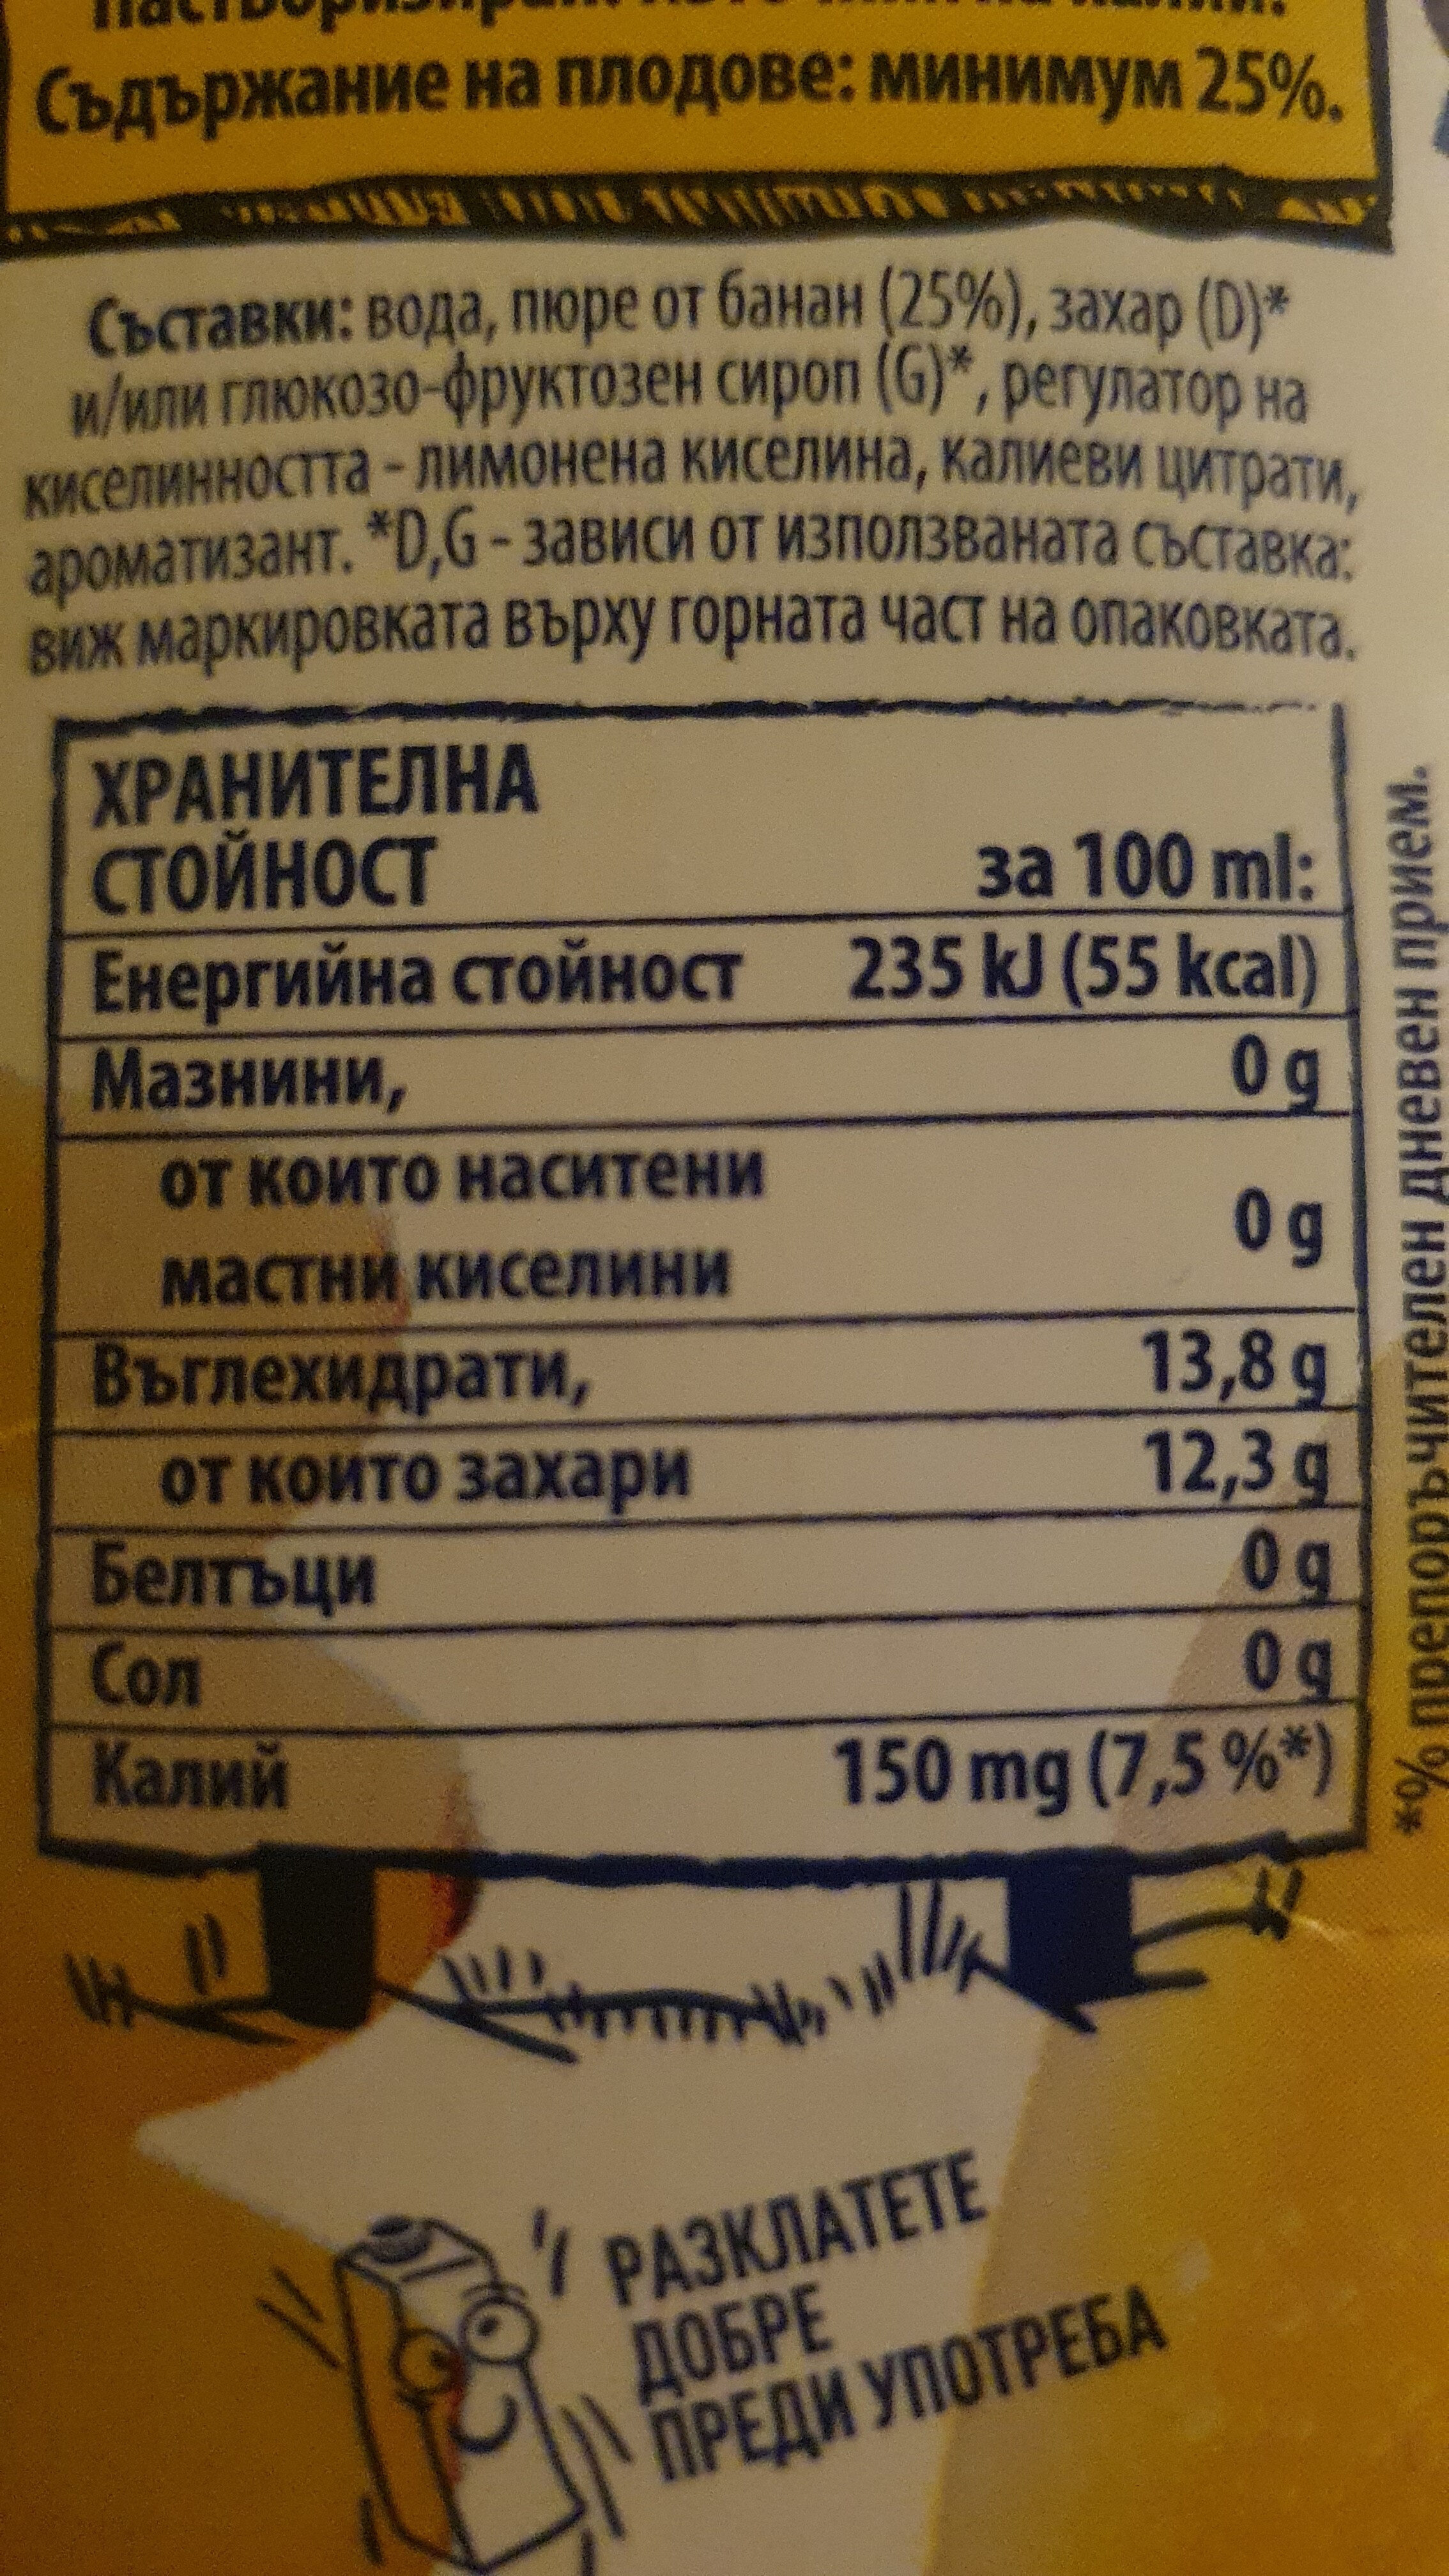 Съдържание на плодове: минимум 25%.
Съставки: вода, пюре от банан (25%), захар (D)*
и/или глюкозо-фруктозен сироп (G)*, регулатор на
киселинността - лимонена киселина, калиеви цитрати,
ароматизант. *D,G - зависи от използваната съставка:
виж маркировката върху горната част на опаковката.
ХРАНИТЕЛНА
СТОЙНОСТ за 100 ml:
Енергийна стойност 235 kJ (55 kcal)
Мазнини, 0 g
от които наситени
мастни киселини 0 g
Въглехидрати, 13,8 g
от които захари 12,3 g
Белтъци 0 g
Сол 0 g
Калий 150 mg (7,5 %*)
*% препоръчителен дневен прием.
РАЗКЛАТЕТЕ
ДОБРЕ
ПРЕДИ УПОТРЕБА